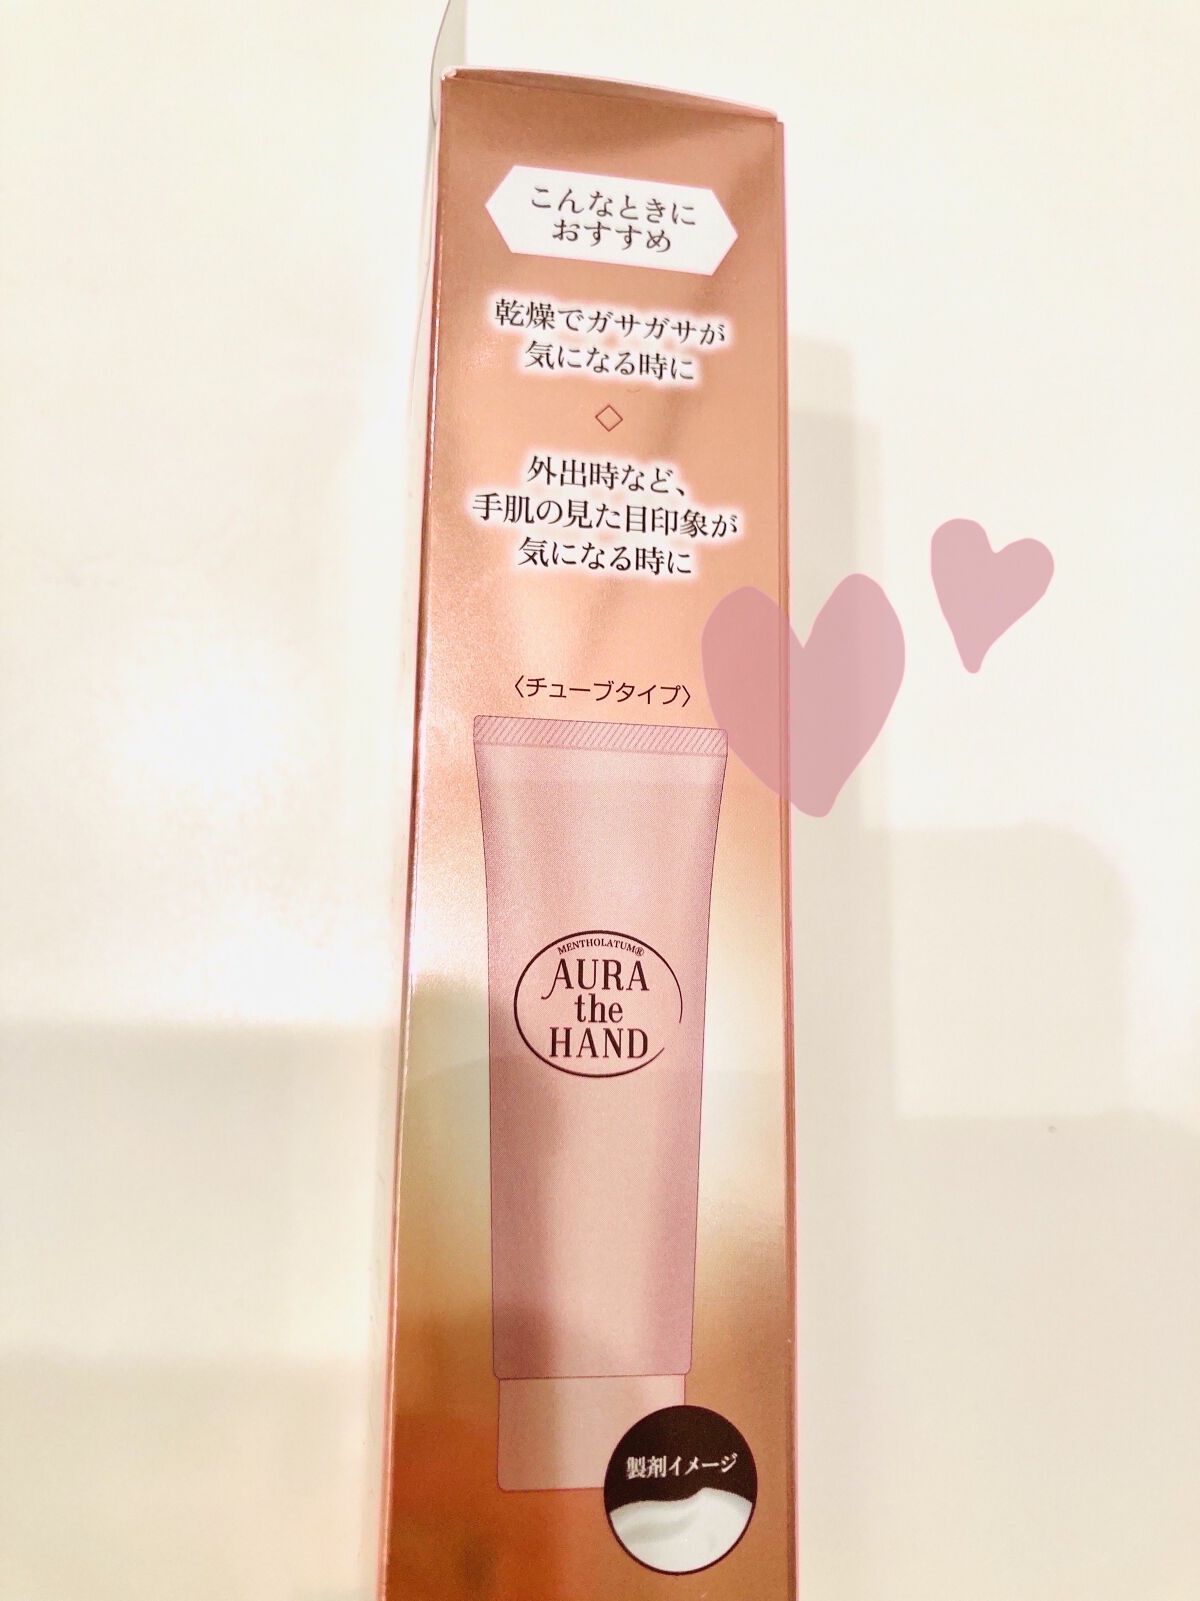 こんなときに
おすすめ
乾燥でガサガサが
気になる時に
外出時など、
手肌の見た目印象が
気になる時に
〈チューブタイプ〉
MENTHOLATUM®
AURA
the
HAND
製剤イメージ